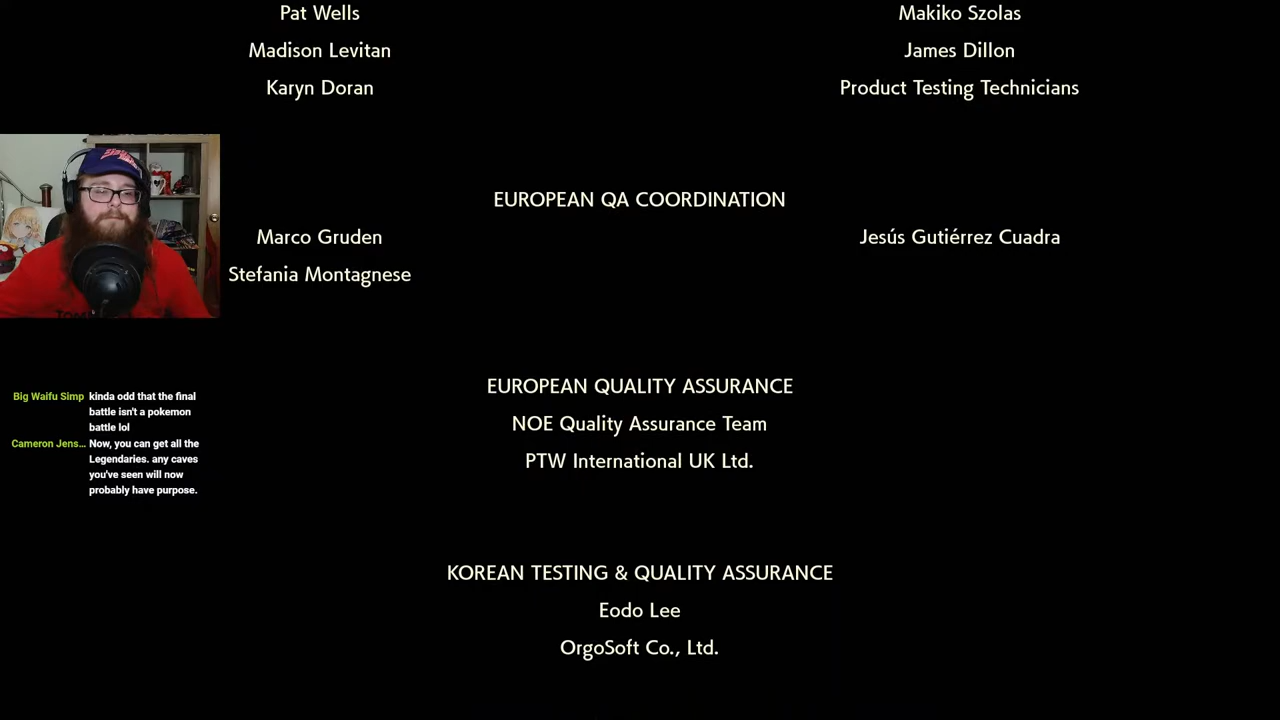 Pat Wells
Makiko Szolas
Madison Levitan
James Dillon
Karyn Doran
Product Testing Technicians
EUROPEAN QA COORDINATION
Marco Gruden
Jesús Gutiérrez Cuadra
Stefania Montagnese
EUROPEAN QUALITY ASSURANCE
NOE Quality Assurance Team
PTW International UK Ltd.
KOREAN TESTING & QUALITY ASSURANCE
Eodo Lee
OrgoSoft Co., Ltd.
Big Waifu Simp kinda odd that the final
battle isn't a pokemon
battle lol
Cameron Jens... Now, you can get all the
Legendaries. any caves
you've seen will now
probably have purpose.